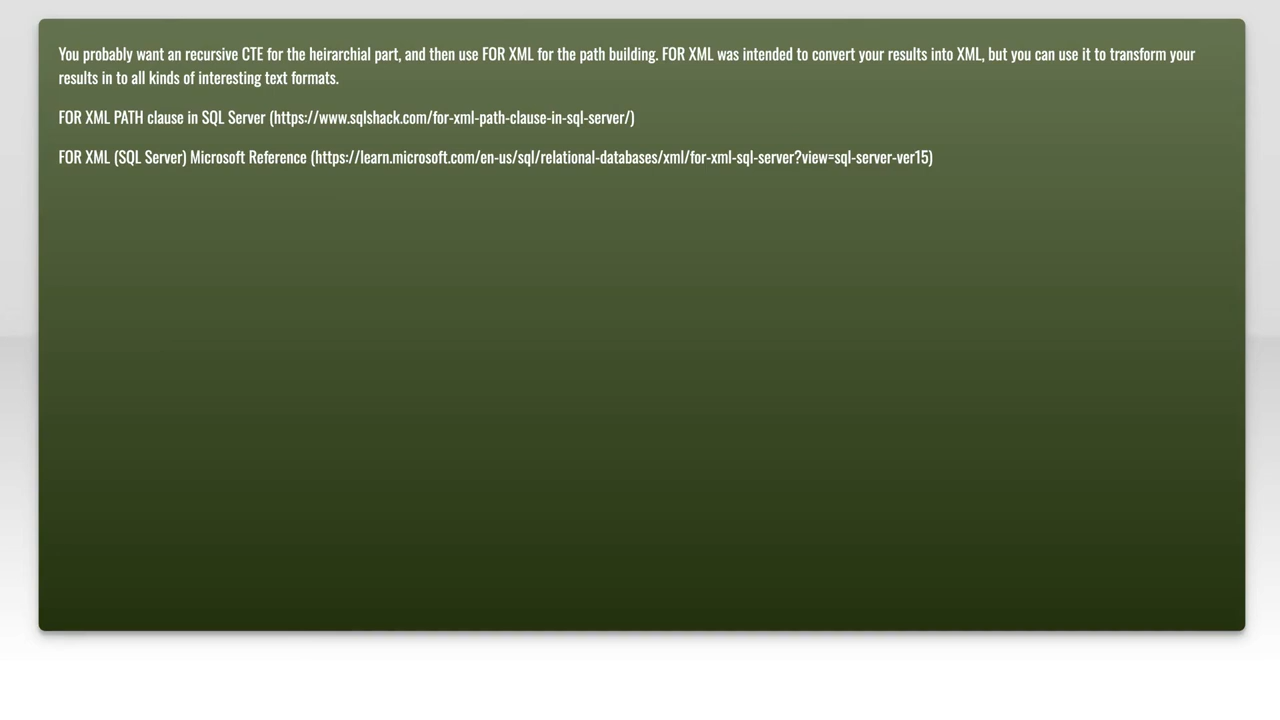 You probably want an recursive CTE for the heirarchial part, and then use FOR XML for the path building. FOR XML was intended to convert your results into XML, but you can use it to transform your
results in to all kinds of interesting text formats.
FOR XML PATH clause in SQL Server (https://www.sqlshack.com/for-xml-path-clause-in-sql-server/)
FOR XML (SQL Server) Microsoft Reference (https://learn.microsoft.com/en-us/sql/relational-databases/xml/for-xml-sql-server?view=sql-server-ver15)